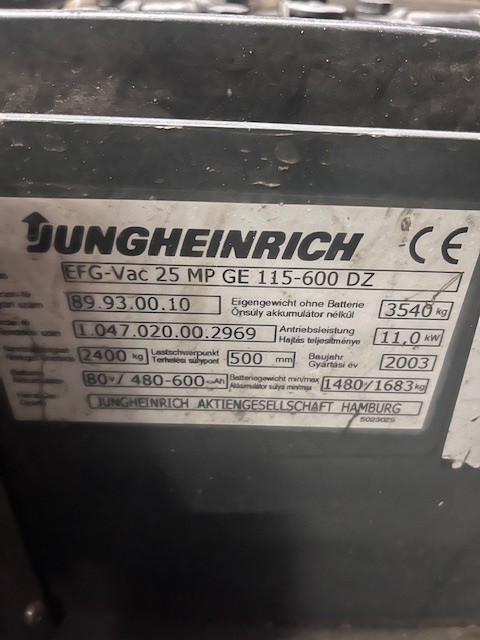 JUNGHEINRICH CE
EFG-Vac 25 MP GE 115-600 DZ
89.93.00.10 Eigengewicht ohne Batterie Önsúly akkumulátor nélkül 3540 kg
1.047.020.00.2969 Antriebsleistung Hajtás teljesítménye 11,0 kW
2400 kg Lastschwerpunkt Terhelési súlypont 500 mm Baujahr Gyártási év 2003
80 V/ 480-600 Ah Batteriegewicht min/max Akkumulátor súlya min/max 1480/1683 kg
JUNGHEINRICH AKTIENGESELLSCHAFT HAMBURG